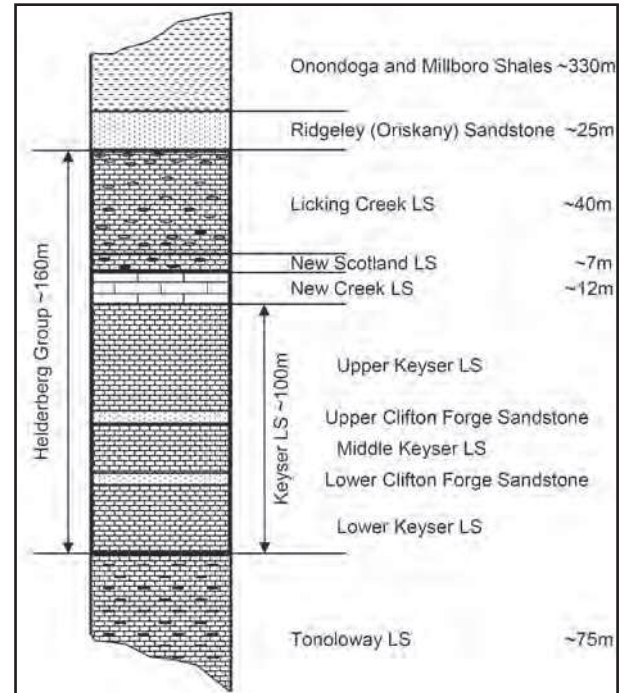 Onondoga and Millboro Shales ~330m
Ridgeley (Oriskany) Sandstone ~25m
Licking Creek LS ~40m
New Scotland LS ~7m
New Creek LS ~12m
Helderberg Group ~160m
Keyser LS ~100m
Upper Keyser LS
Upper Clifton Forge Sandstone
Middle Keyser LS
Lower Clifton Forge Sandstone
Lower Keyser LS
Tonoloway LS ~75m